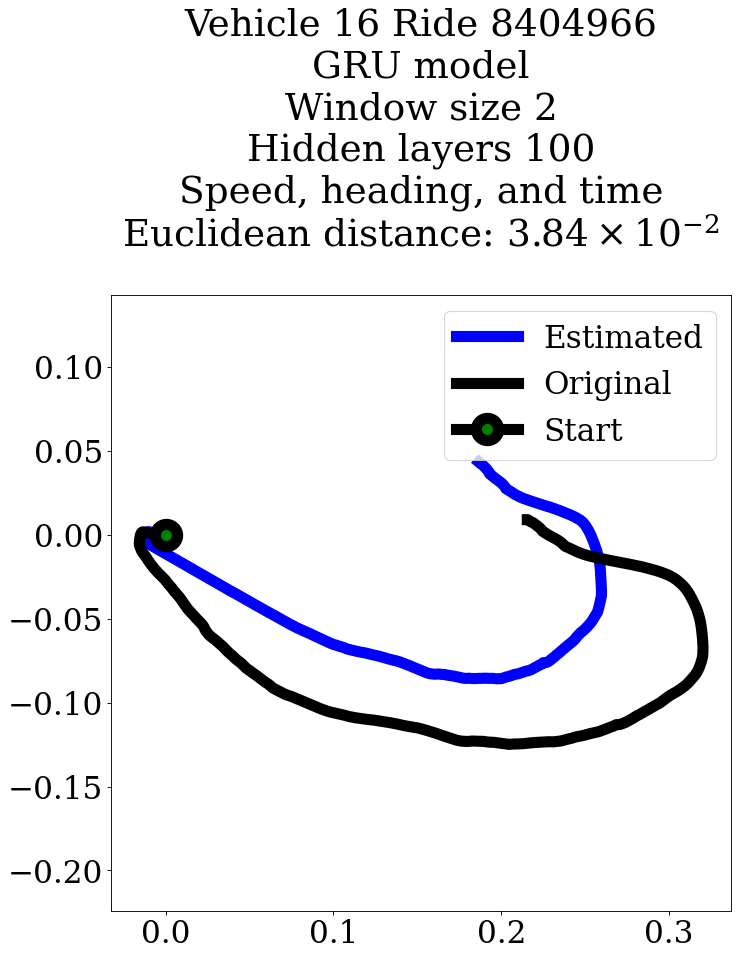 Vehicle 16 Ride 8404966
GRU model
Window size 2
Hidden layers 100
Speed, heading, and time
Euclidean distance: 3.84 × 10⁻²
Estimated
Original
Start
0.10
0.05
0.00
−0.05
−0.10
−0.15
−0.20
0.0 0.1 0.2 0.3